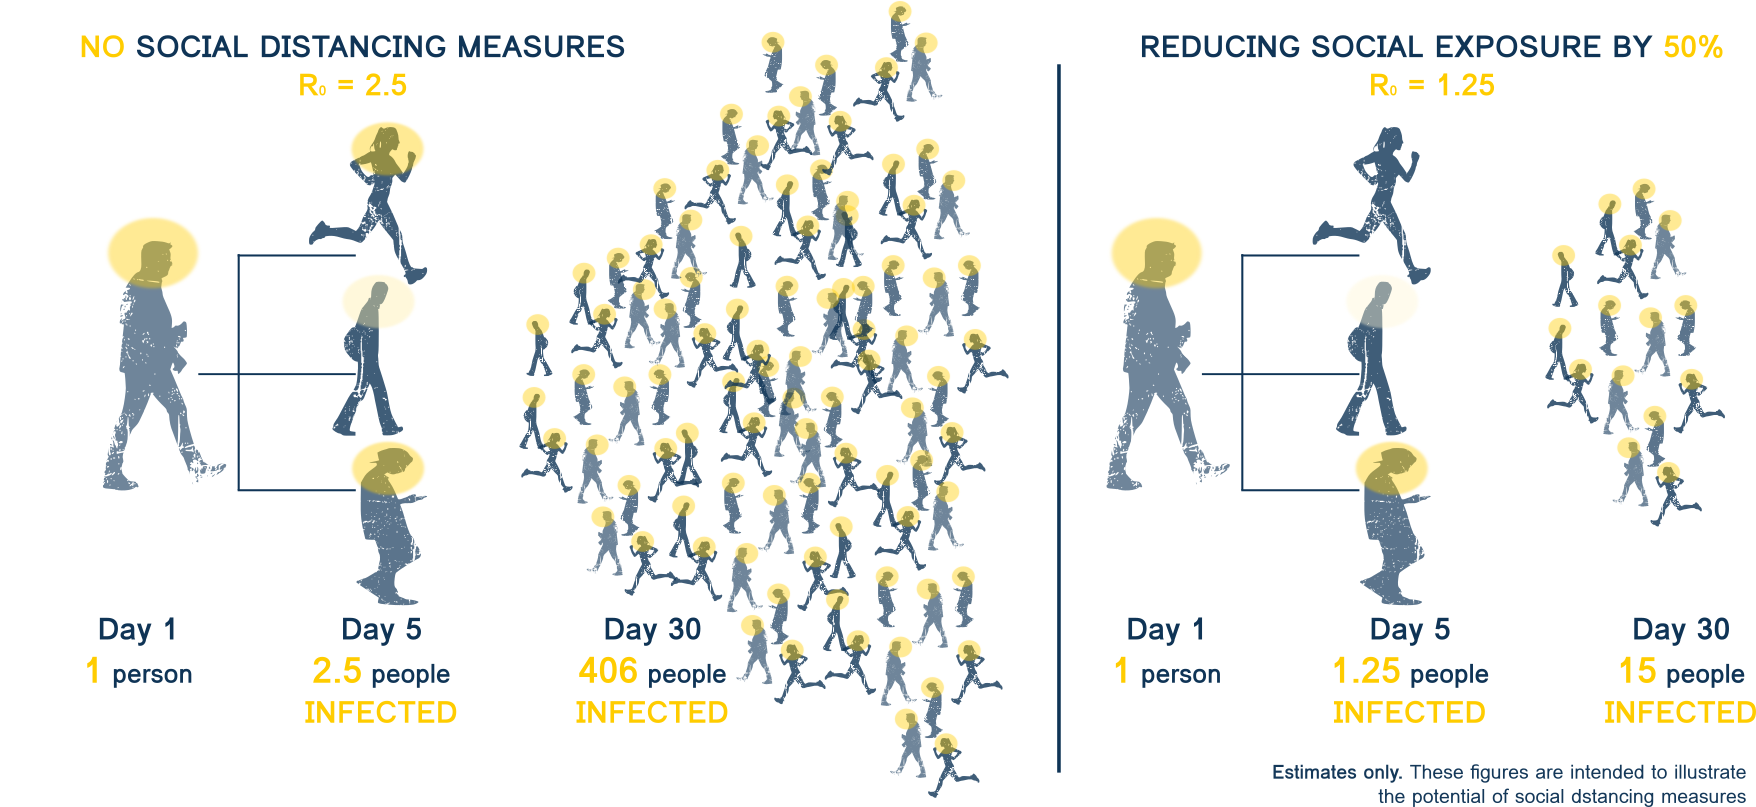 NO SOCIAL DISTANCING MEASURES
R₀ = 2.5
Day 1
1 person
Day 5
2.5 people
INFECTED
Day 30
406 people
INFECTED
REDUCING SOCIAL EXPOSURE BY 50%
R₀ = 1.25
Day 1
1 person
Day 5
1.25 people
INFECTED
Day 30
15 people
INFECTED
Estimates only. These figures are intended to illustrate
the potential of social dstancing measures